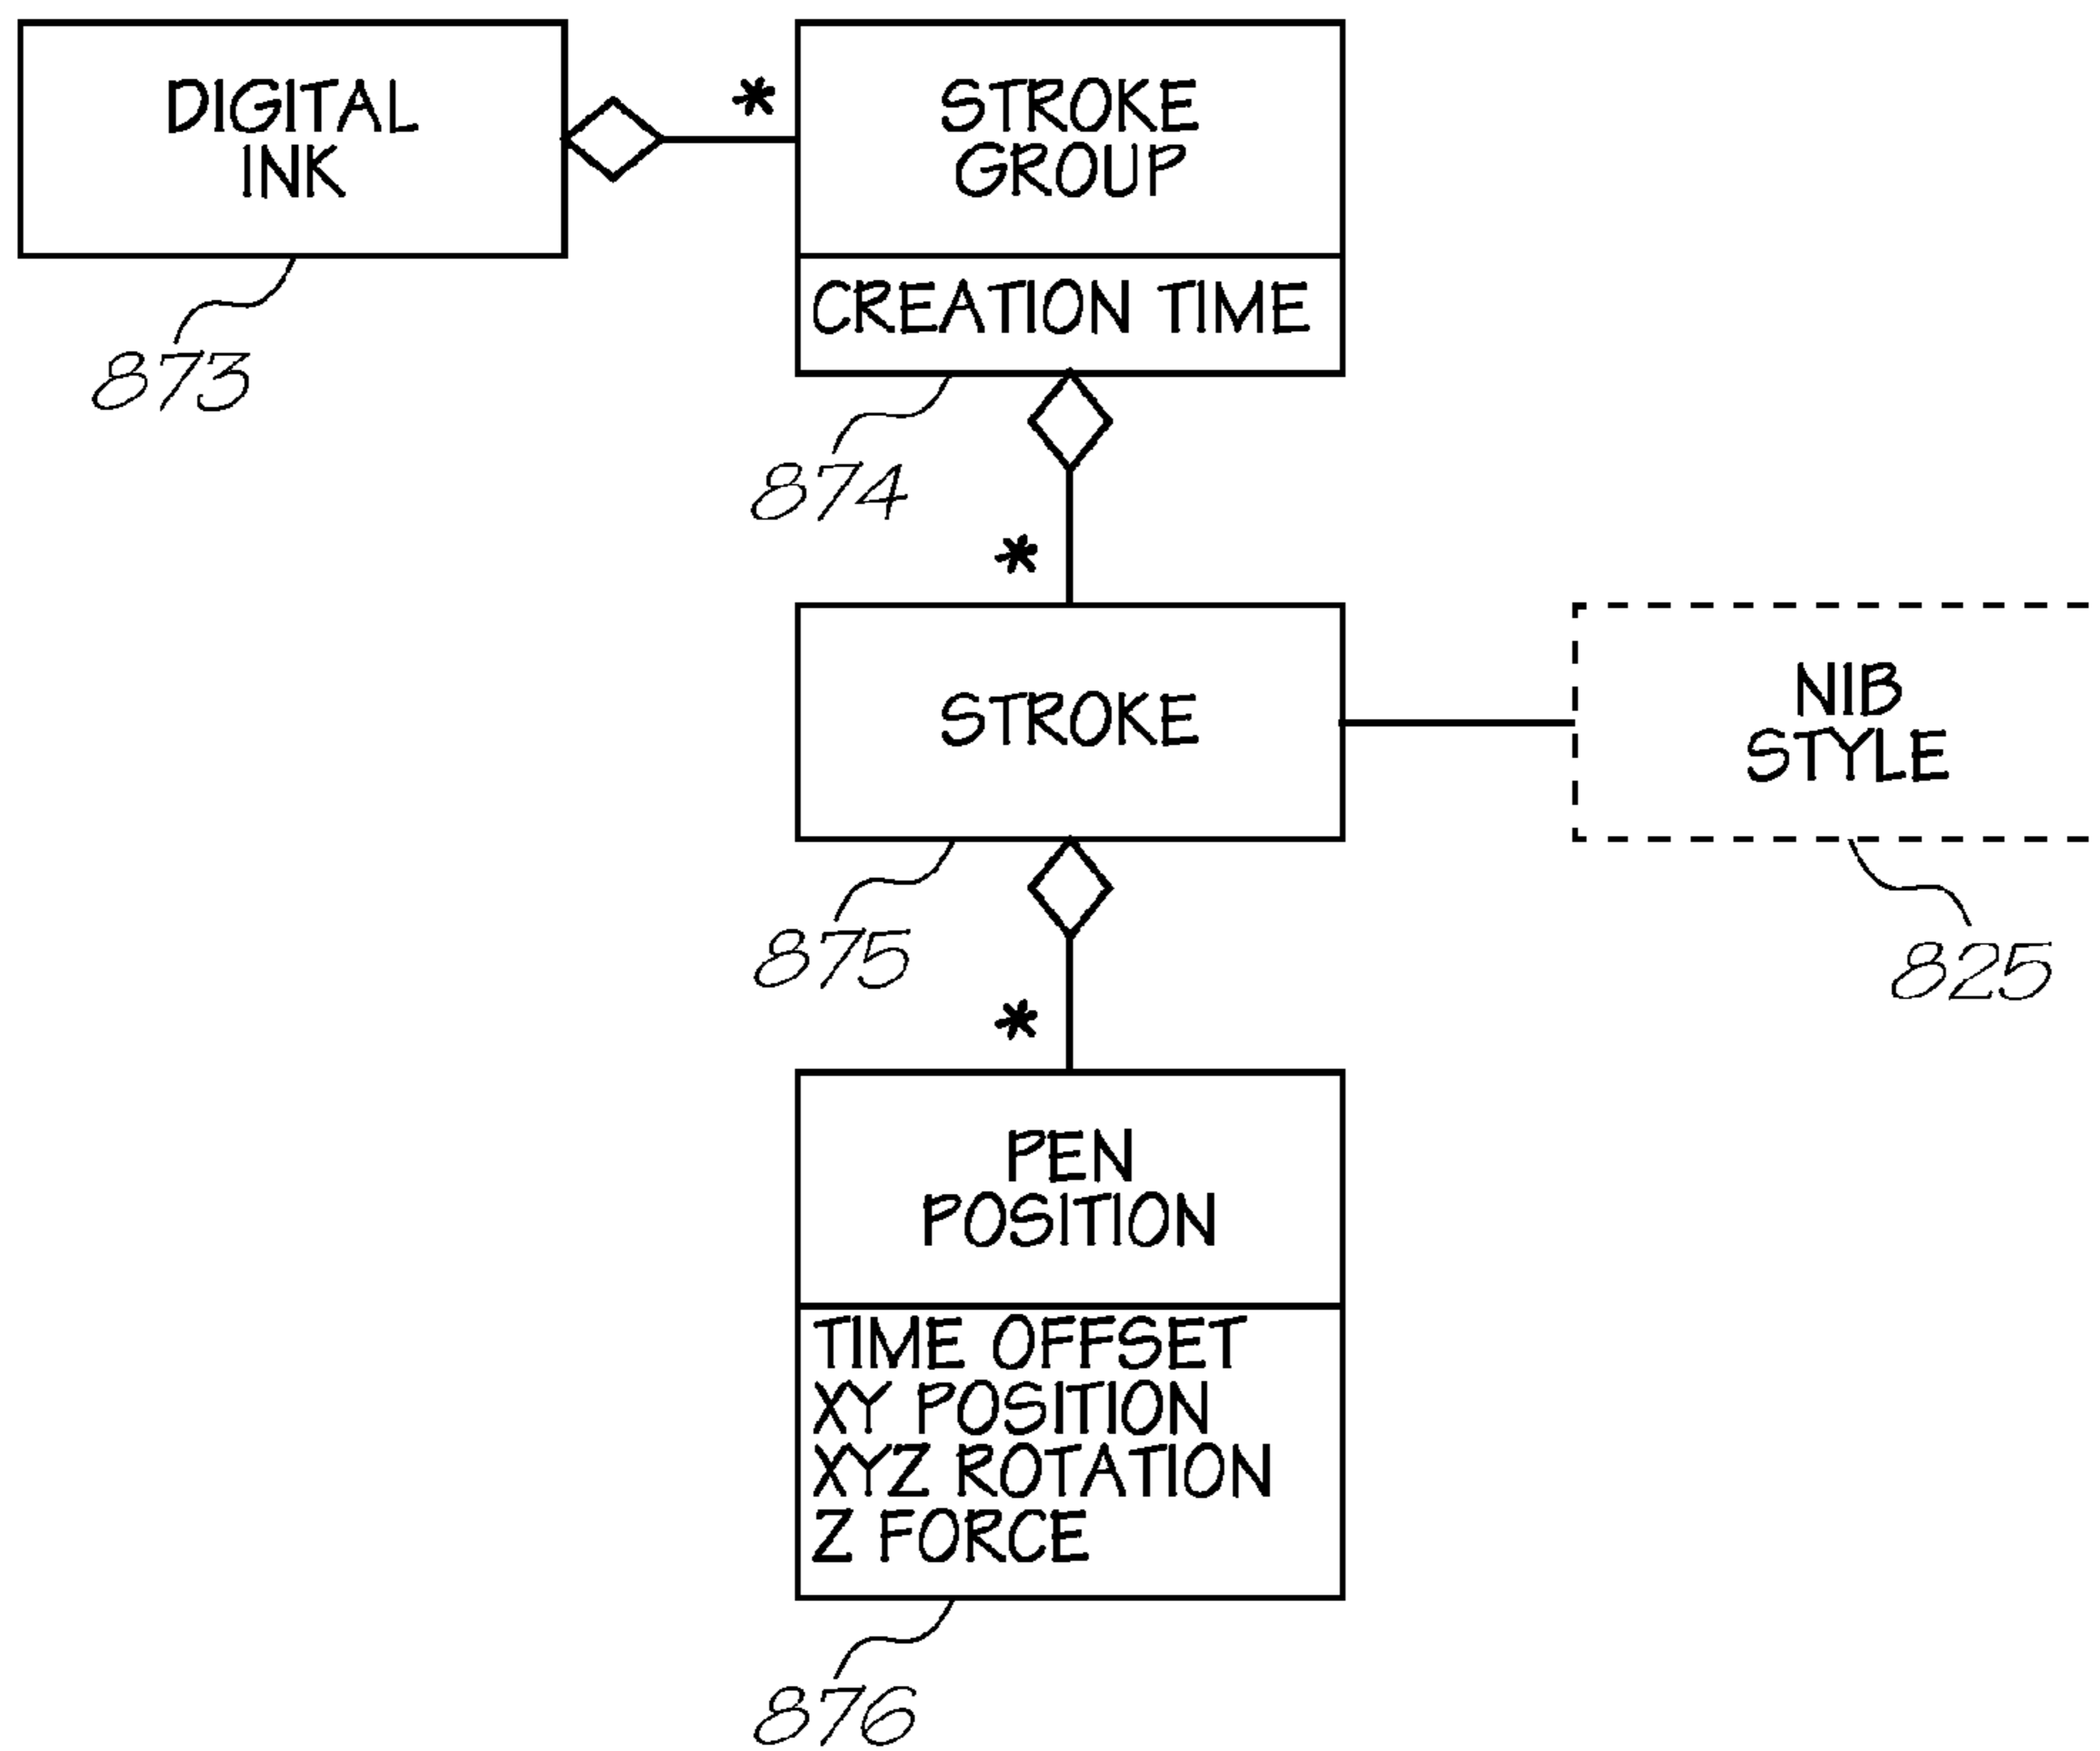 DIGITAL
INK
873
*
STROKE
GROUP
CREATION TIME
874
*
STROKE
875
NIB
STYLE
825
*
PEN
POSITION
TIME OFFSET
XY POSITION
XYZ ROTATION
Z FORCE
876